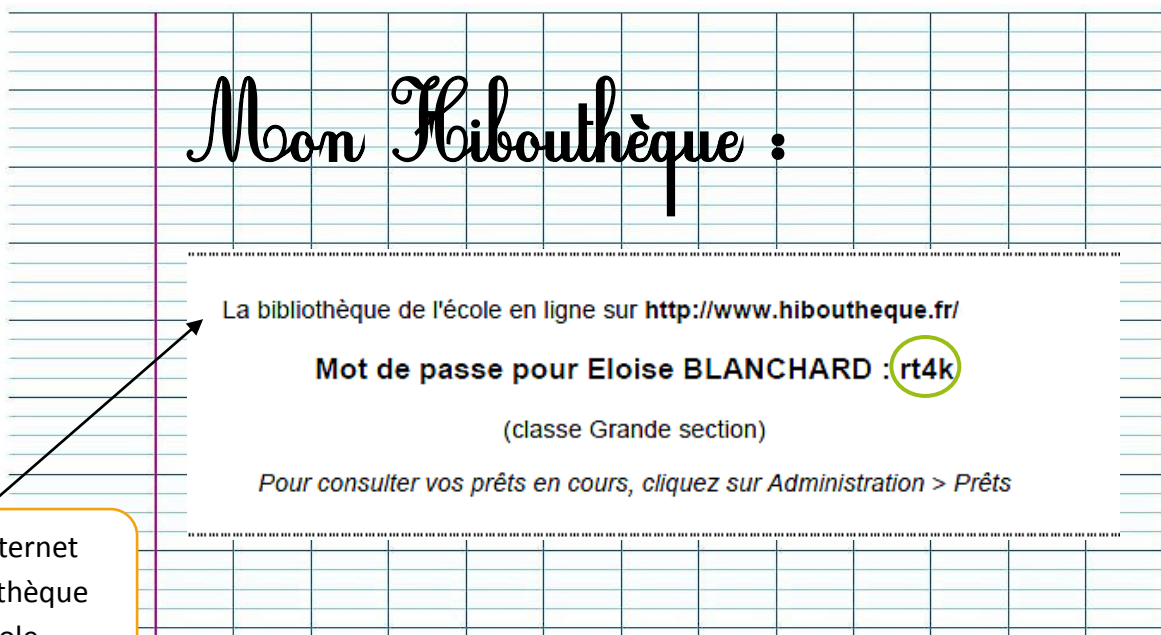 Mon Hibouthèque :
La bibliothèque de l'école en ligne sur http://www.hiboutheque.fr/
Mot de passe pour Eloise BLANCHARD : rt4k
(classe Grande section)
Pour consulter vos prêts en cours, cliquez sur Administration > Prêts
ternet
thèque
ole